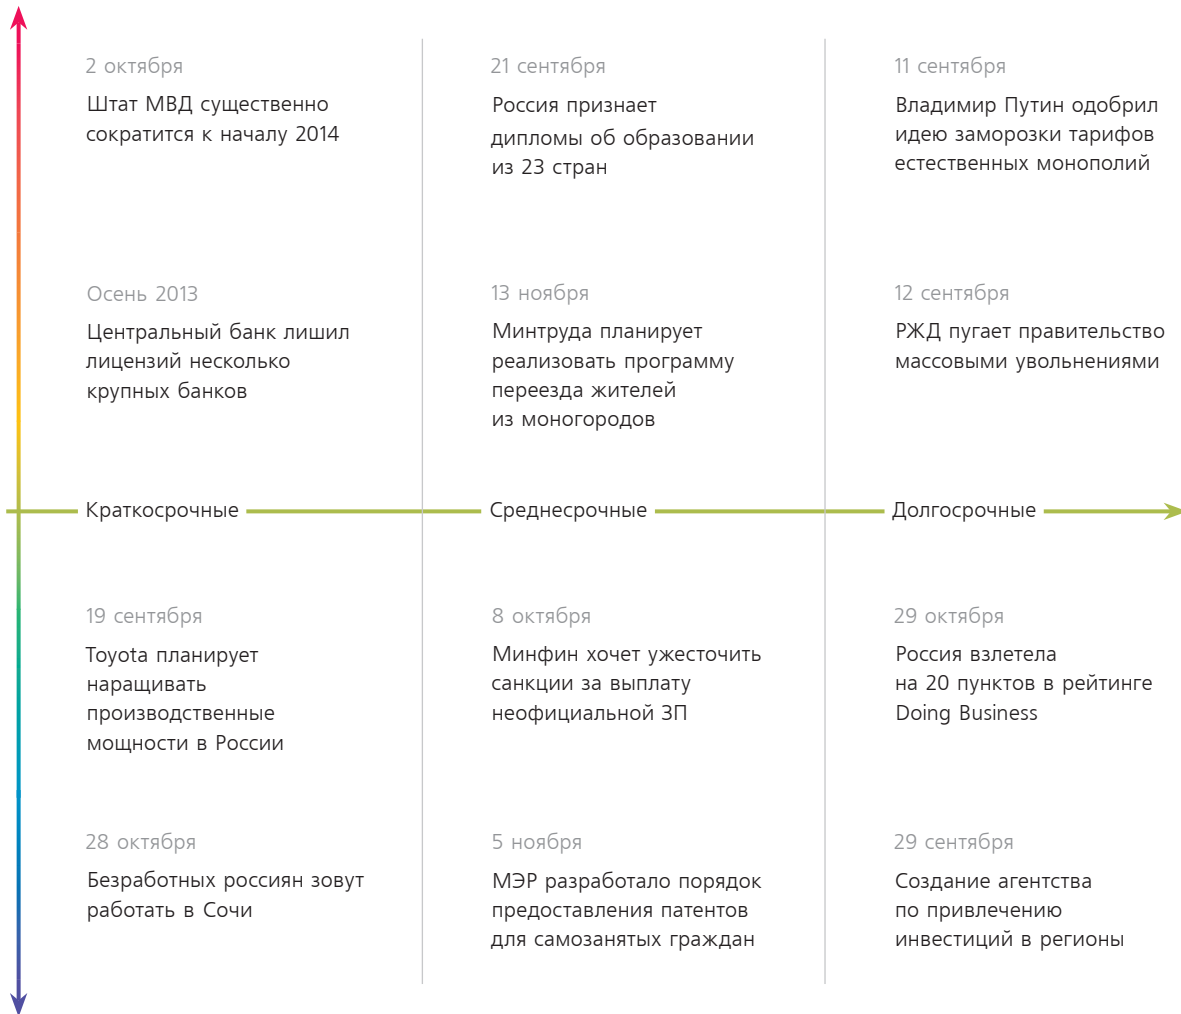 2 октября
Штат МВД существенно
сократится к началу 2014
21 сентября
Россия признает
дипломы об образовании
из 23 стран
11 сентября
Владимир Путин одобрил
идею заморозки тарифов
естественных монополий
Осень 2013
Центральный банк лишил
лицензий несколько
крупных банков
13 ноября
Минтруда планирует
реализовать программу
переезда жителей
из моногородов
12 сентября
РЖД пугает правительство
массовыми увольнениями
Краткосрочные
Среднесрочные
Долгосрочные
19 сентября
Toyota планирует
наращивать
производственные
мощности в России
8 октября
Минфин хочет ужесточить
санкции за выплату
неофициальной ЗП
29 октября
Россия взлетела
на 20 пунктов в рейтинге
Doing Business
28 октября
Безработных россиян зовут
работать в Сочи
5 ноября
МЭР разработало порядок
предоставления патентов
для самозанятых граждан
29 сентября
Создание агентства
по привлечению
инвестиций в регионы